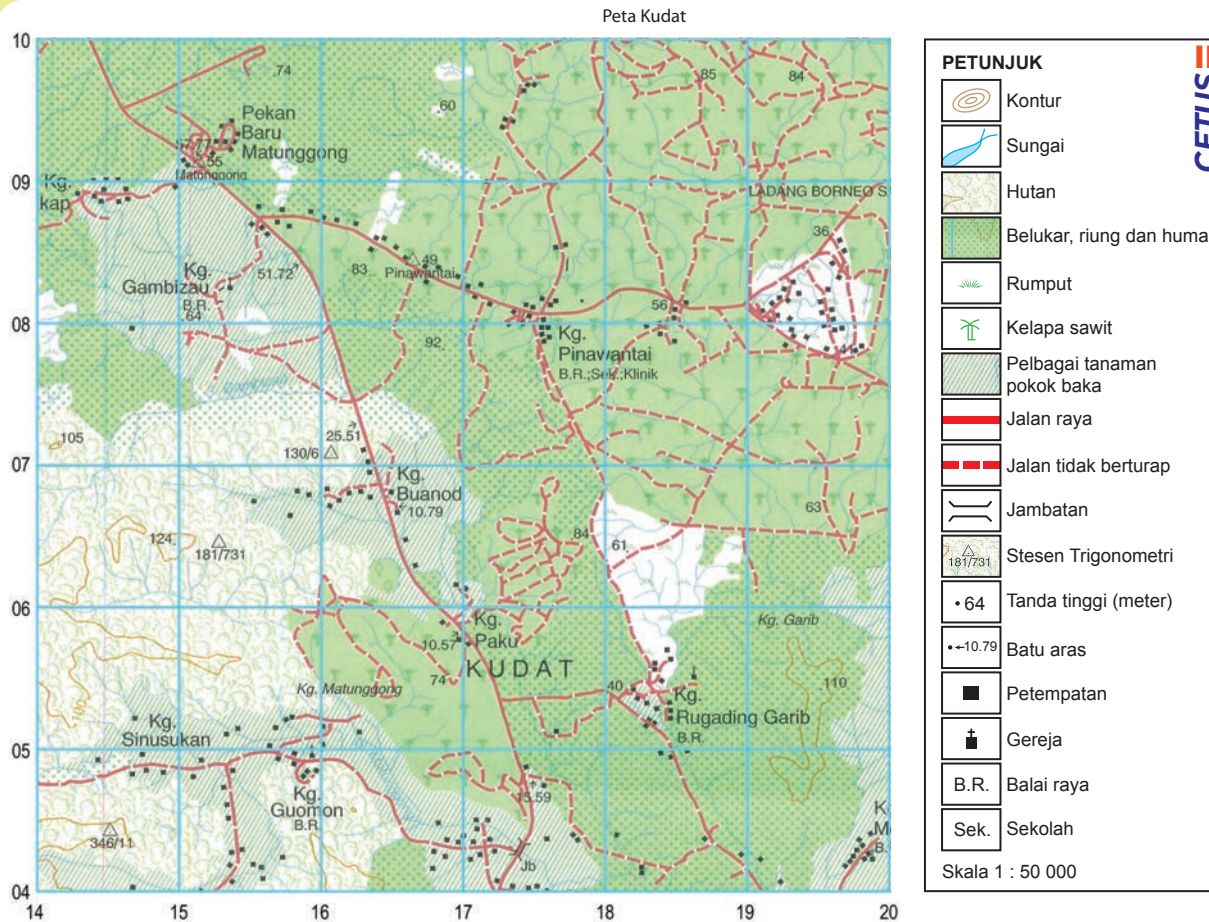 Peta Kudat
10
09
08
07
06
05
04
14
15
16
17
18
19
20
74
Pekan
Baru
Matunggong
77
55
Matonggong
60
85
84
Kg.
kap
LADANG BORNEO S.
36
Kg.
Gambizau
B.R.
64
51.72
83
49
Pinawantai
56
Kg.
Pinawantai
B.R.;Sek.;Klinik
92
41
105
25.51
130/6
Kg.
Buanod
10.79
63
124
181/731
84
61
Kg.
Paku
10.57
KUDAT
74
Kg. Matunggong
Kg. Garib
110
100
40
Kg.
Rugading Garib
B.R.
Kg.
Sinusukan
Kg.
Guomon
B.R.
15.59
346/11
Jb
PETUNJUK
Kontur
Sungai
Hutan
Belukar, riung dan huma
Rumput
Kelapa sawit
Pelbagai tanaman
pokok baka
Jalan raya
Jalan tidak berturap
Jambatan
181/731 Stesen Trigonometri
64 Tanda tinggi (meter)
10.79 Batu aras
Petempatan
Gereja
B.R. Balai raya
Sek. Sekolah
Skala 1 : 50 000
CETUS